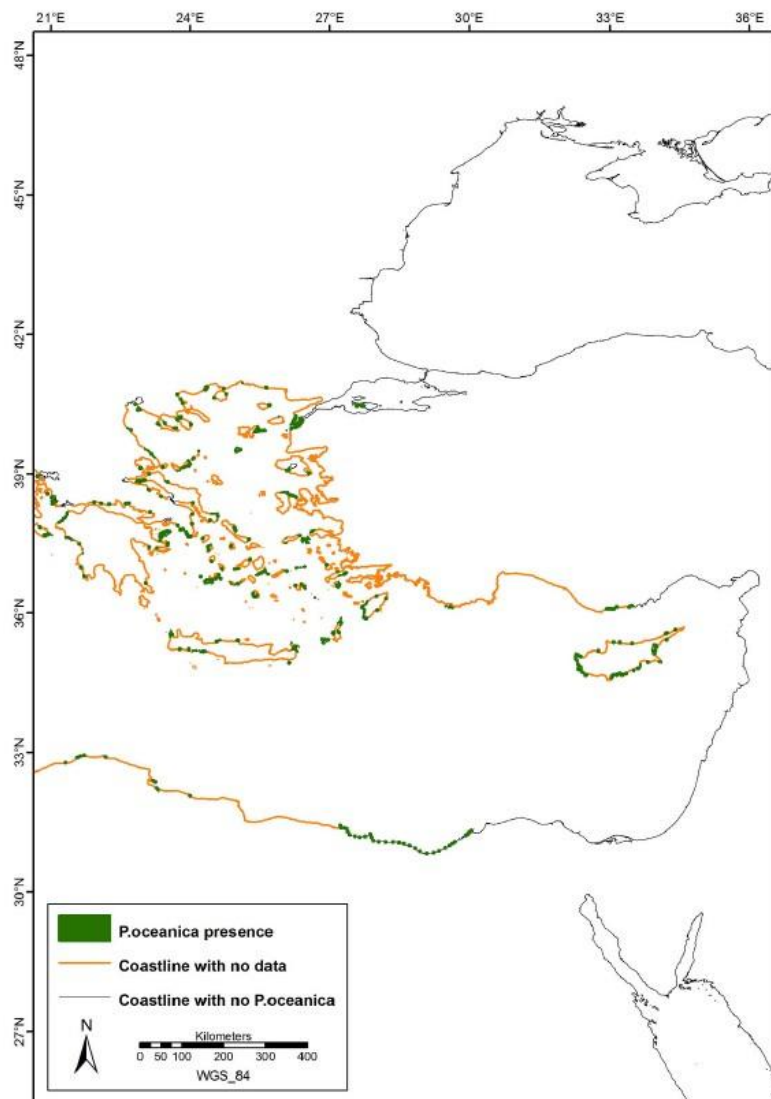 21°E 24°E 27°E 30°E 33°E 36°E
48°N
45°N
42°N
39°N
36°N
33°N
30°N
27°N
P.oceanica presence
Coastline with no data
Coastline with no P.oceanica
N
Kilometers
0 50 100 200 300 400
WGS_84